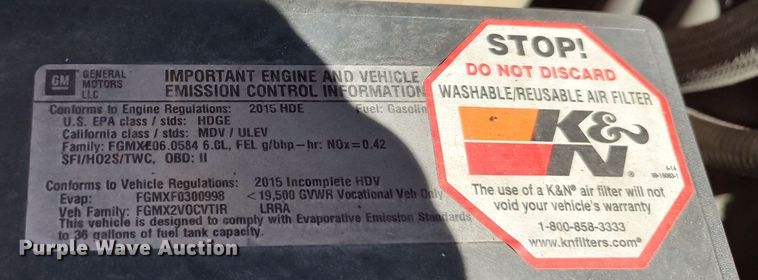 GM
GENERAL
MOTORS
LLC
IMPORTANT ENGINE AND VEHICLE
EMISSION CONTROL INFORMATION
Conforms to Engine Regulations: 2015 HDE Fuel: Gasolin
U.S. EPA class / stds: HDGE
California class / stds: MDV / ULEV
Family: FGMXE06.0584 6.0L, FEL g/bhp-hr: NOx=0.42
SFI/HO2S/TWC, OBD: II
Conforms to Vehicle Regulations: 2015 Incomplete HDV
Evap: FGMXF0300998 < 19,500 GVWR Vocational Veh Only
Veh Family: FGMX2VOCVTIR LRRA
This vehicle is designed to comply with Evaporative Emission Standards
to 36 gallons of fuel tank capacity.
STOP!
DO NOT DISCARD
WASHABLE/REUSABLE AIR FILTER
K&N®
The use of a K&N® air filter will not
void your vehicle's warranty
1-800-858-3333
www.knfilters.com®
Purple Wave Auction